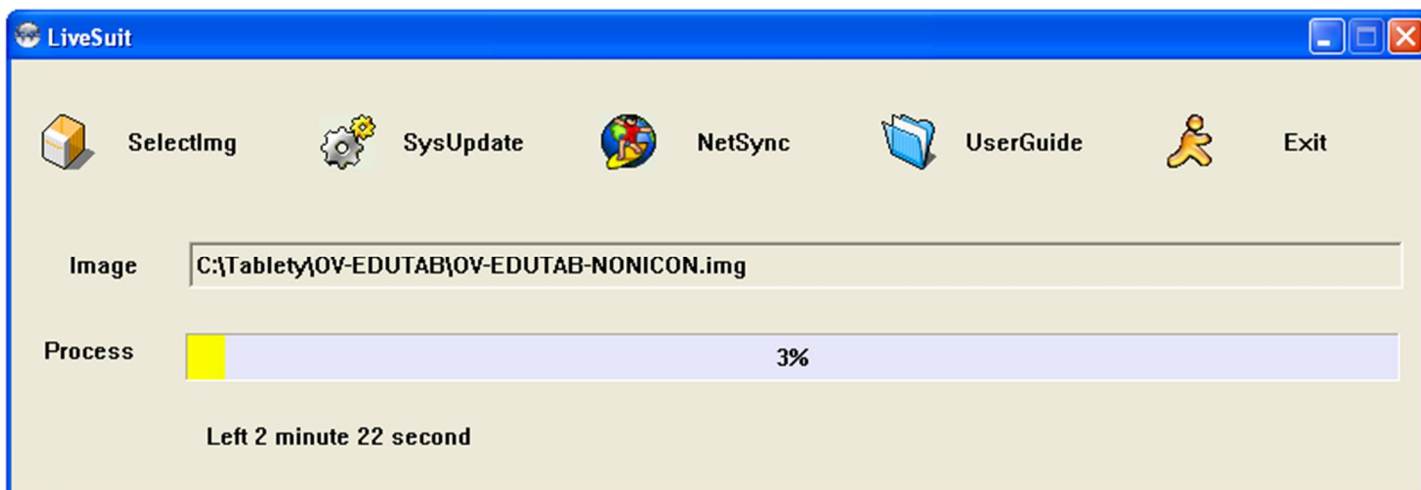 LiveSuit
SelectImg SysUpdate NetSync UserGuide Exit
Image C:\Tablety\OV-EDUTAB\OV-EDUTAB-NONICON.img
Process 3%
Left 2 minute 22 second